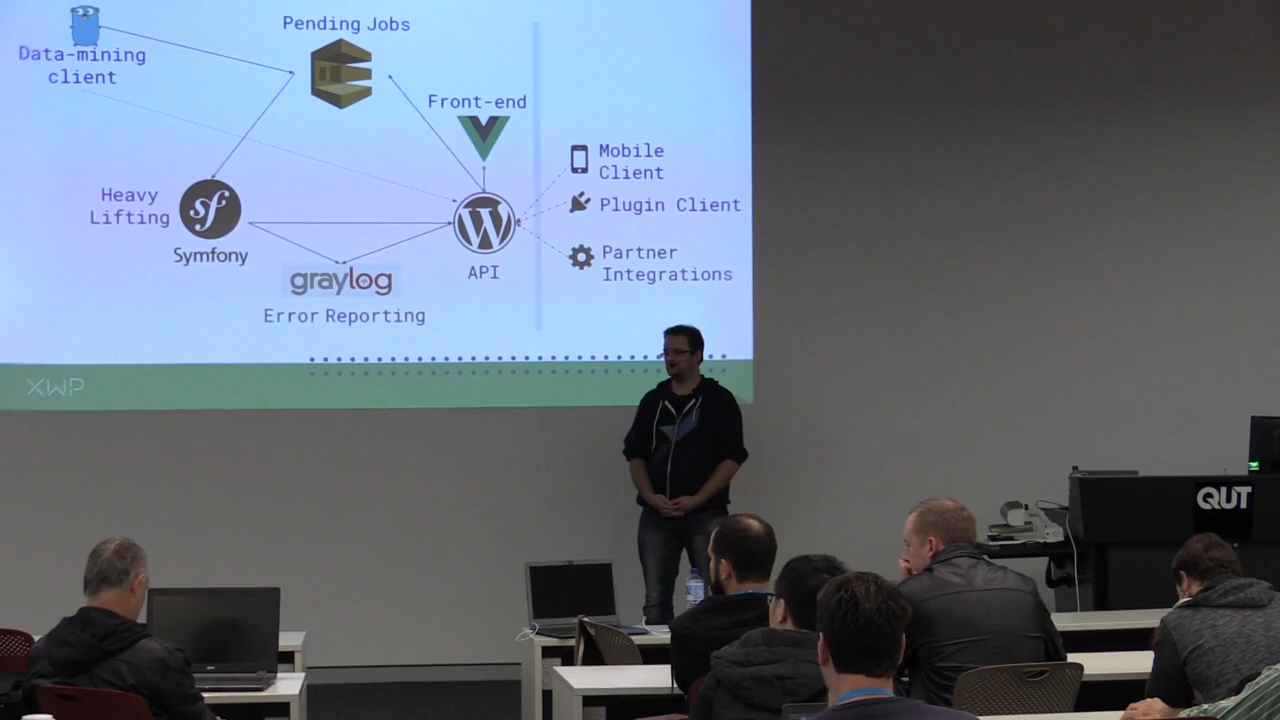 Pending Jobs
Data-mining
client
Front-end
Mobile
Client
Heavy
Lifting
sf
Plugin Client
W
Symfony
API
Partner
Integrations
graylog
Error Reporting
XWP
QUT